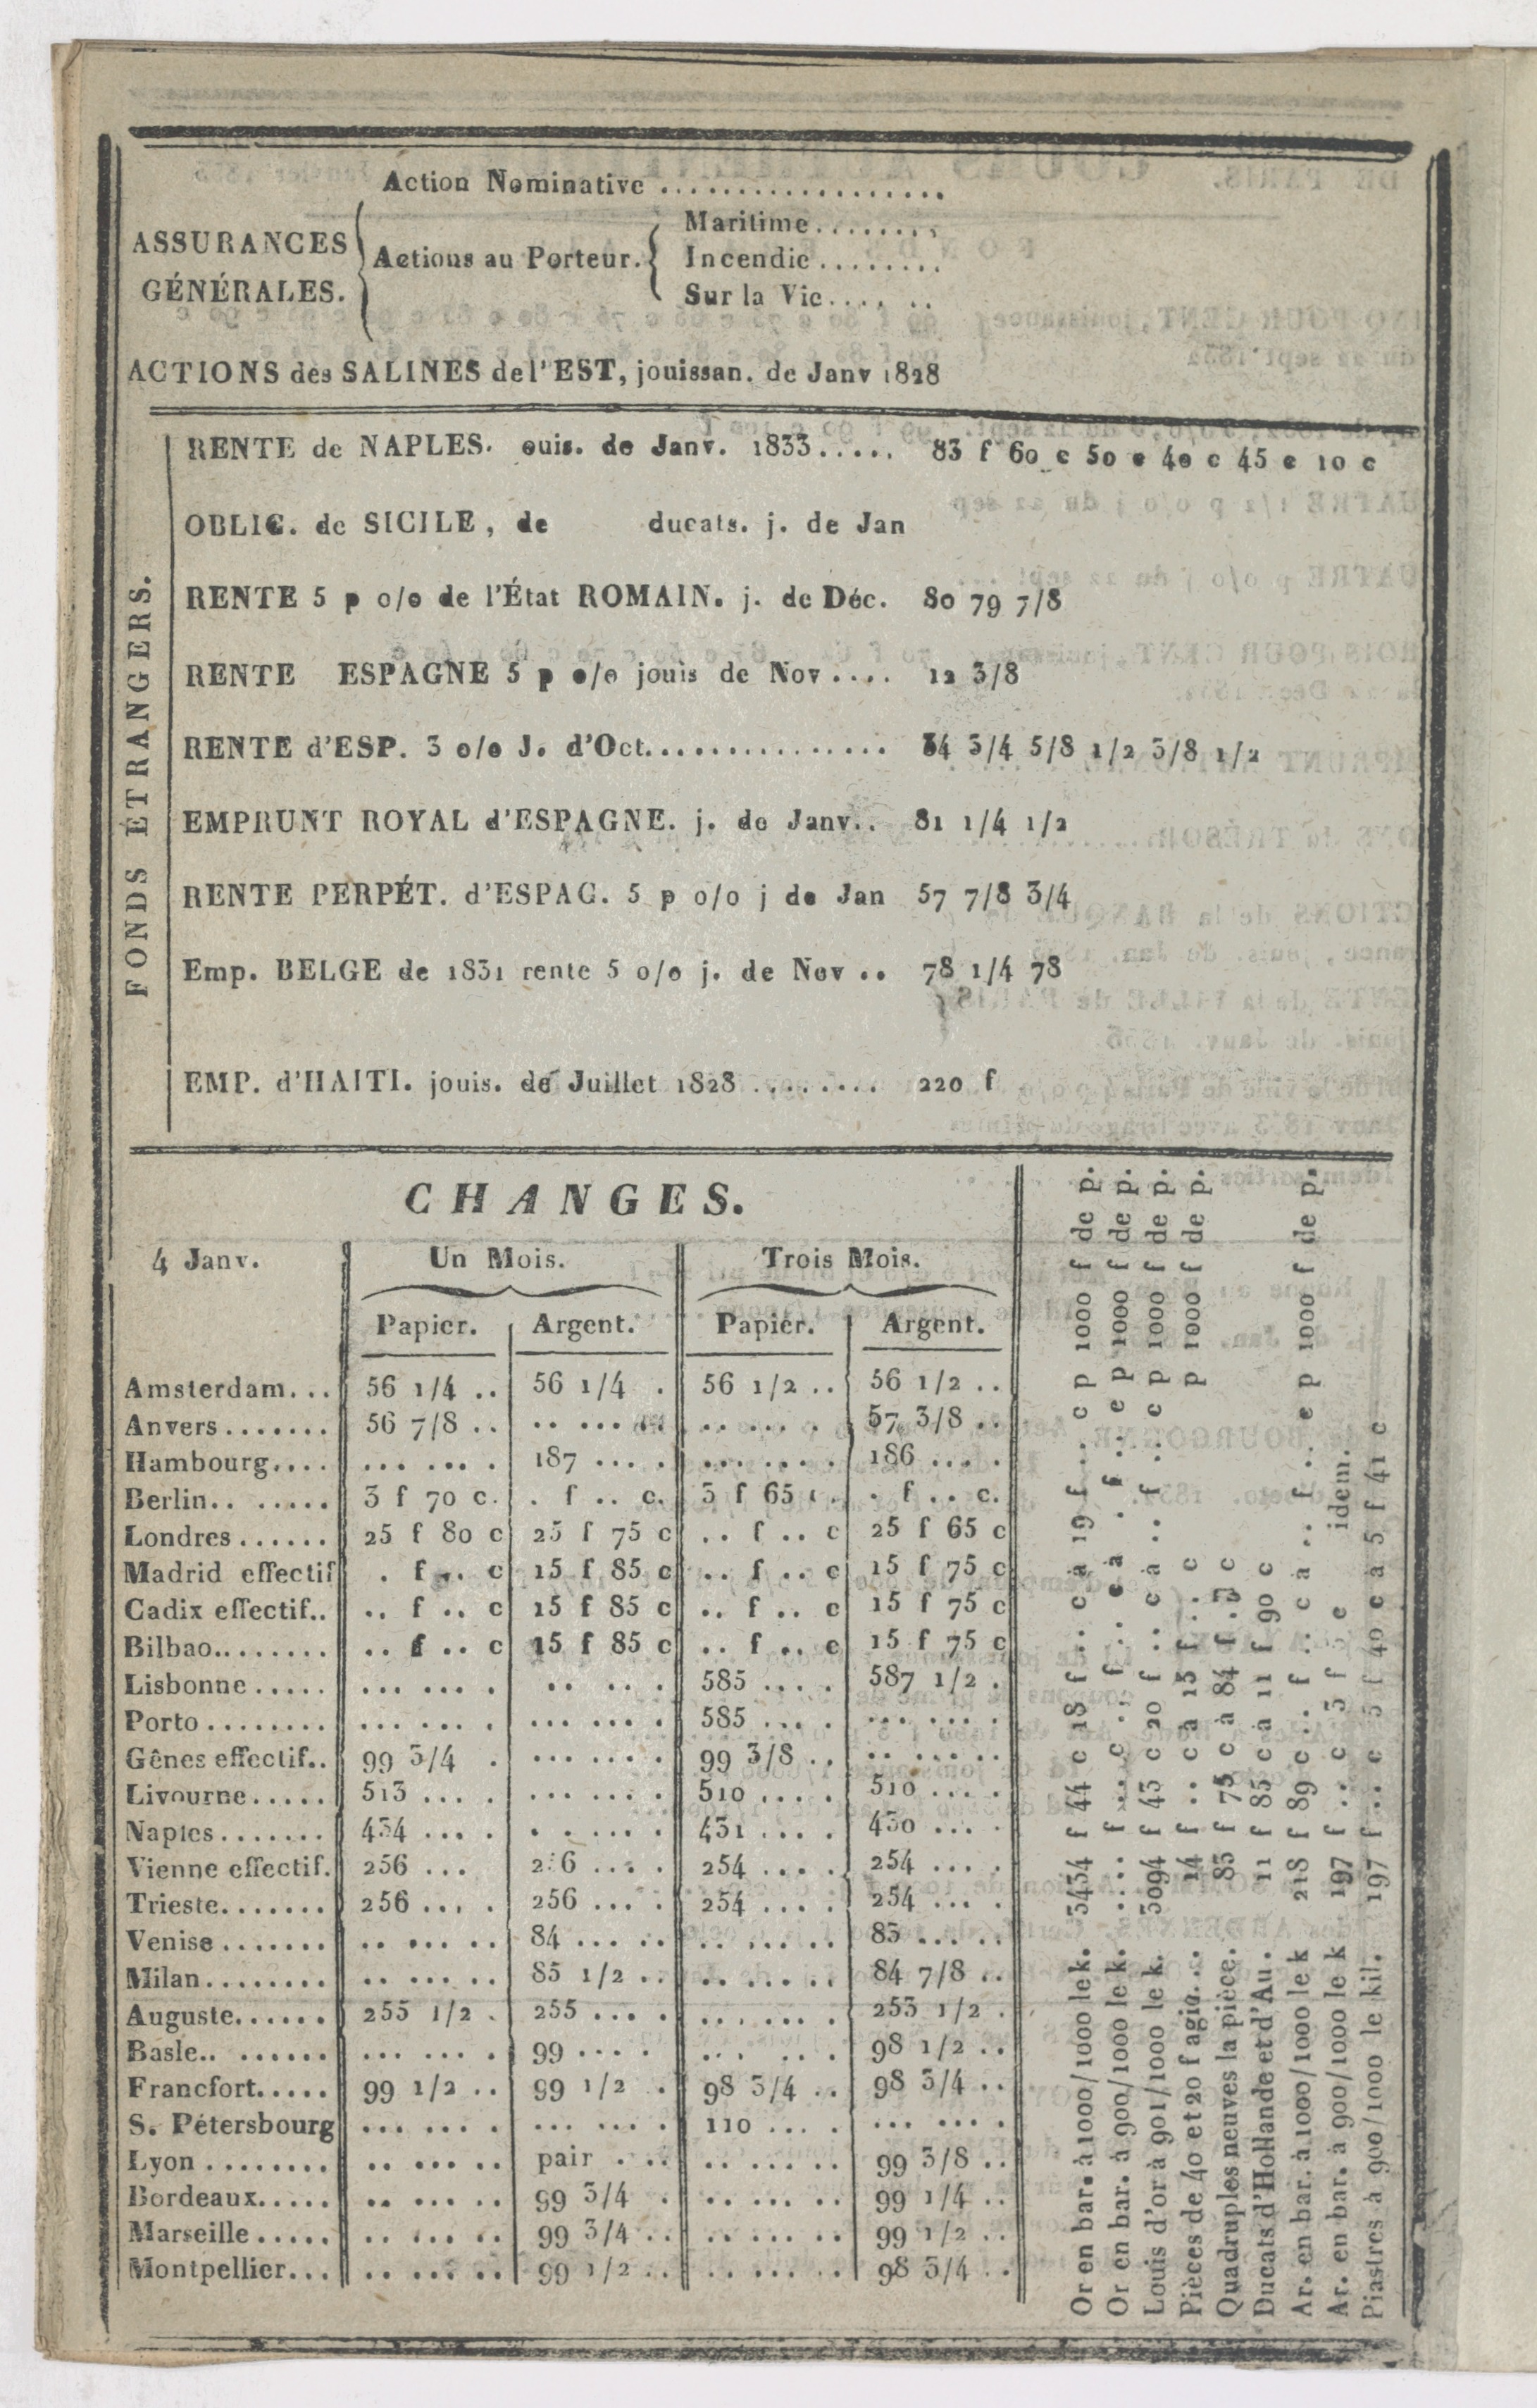 Action Nominative ..................
ASSURANCES GÉNÉRALES.
Actions au Porteur.
Maritime........
Incendie........
Sur la Vie.... ..
ACTIONS des SALINES de l'EST, jouissan. de Janv 1828
FONDS ÉTRANGERS.
RENTE de NAPLES. ouis. de Janv. 1833..... 83 f 60 c 50 c 40 c 45 c 10 c
OBLIG. de SICILE, de ducats. j. de Jan
RENTE 5 p o/o de l'État ROMAIN. j. de Déc. 80 79 7/8
RENTE ESPAGNE 5 p o/o jouis de Nov.... 12 3/8
RENTE d'ESP. 3 o/o J. d'Oct............... 34 3/4 5/8 1/2 3/8 1/2
EMPRUNT ROYAL d'ESPAGNE. j. de Janv.. 81 1/4 1/2
RENTE PERPÉT. d'ESPAG. 5 p o/o j de Jan 57 7/8 3/4
Emp. BELGE de 1831 rente 5 o/o j. de Nov .. 78 1/4 78
EMP. d'HAITI. jouis. de Juillet 1828 ........ 220 f
CHANGES.
4 Janv. Un Mois. Trois Mois.
Papier. Argent. Papier. Argent.
Amsterdam... 56 1/4 .. 56 1/4 . 56 1/2 .. 56 1/2 ..
Anvers....... 56 7/8 .. .. ... .. .. ... . 57 3/8 ..
Hambourg.... ... ... . 187 .... ... ... . 186 ....
Berlin.. ..... 3 f 70 c. . f .. c. 3 f 65 . . f .. c.
Londres...... 25 f 80 c 25 f 75 c .. f .. c 25 f 65 c
Madrid effectif . f .. c 15 f 85 c .. f .. c 15 f 75 c
Cadix effectif.. .. f .. c 15 f 85 c .. f .. c 15 f 75 c
Bilbao........ .. f .. c 15 f 85 c .. f .. c 15 f 75 c
Lisbonne..... ... ... . .. .. . 585 .... 587 1/2 .
Porto........ ... ... . ... ... . 585 .... ... ... .
Gênes effectif.. 99 3/4 . ... ... . 99 3/8 .. .. ... ..
Livourne..... 513 .... ... ... . 510 .... 510 ....
Naples....... 434 .... . .. .. . 431 .... 430 ....
Vienne effectif. 256 ... 2 6 .... 254 .... 254 ....
Trieste....... 256 .... 256 .... 254 .... 254 ....
Venise....... .. ... .. 84 ... .. .. ... .. 83 ... ..
Milan........ .. ... .. 85 1/2 .. .. ... .. 84 7/8 ..
Auguste...... 255 1/2 . 255 .... ... ... . 253 1/2 .
Basle.. ...... ... ... . 99 .... ... .. . 98 1/2 ..
Francfort..... 99 1/2 .. 99 1/2 . 98 3/4 .. 98 3/4 ..
S. Pétersbourg ... ... . ... ... . 110 .... ... ... .
Lyon ........ .. ... .. pair . .. .. ... .. 99 3/8 ..
Bordeaux..... .. ... .. 99 3/4 . .. ... .. 99 1/4 ..
Marseille..... .. ... .. 99 3/4 .. .. ... .. 99 1/2 ..
Montpellier... .. ... .. 99 1/2 .. .. ... .. 98 3/4 ..
Or en bar. à 1000/1000 le k. 3434 f 44 c 18 f .. c à 19 f .. c p 1000 f de p.
Or en bar. à 900/1000 le k. .... f .. c .. f .. c à . f .. c p 1000 f de p.
Louis d'or à 901/1000 le k. 3094 f 43 c 20 f .. c à .. f .. c p 1000 f de p.
Pièces de 40 et 20 f agio. .. 14 f .. c à 15 f .. c p 1000 f de p.
Quadruples neuves la pièce. 83 f 75 c à 84 f .. c
Ducats d'Hollande et d'Au. 11 f 85 c à 11 f 90 c
Ar. en bar. à 1000/1000 le k 218 f 89 c .. f .. c à .. f .. c p 1000 f de p.
Ar. en bar. à 900/1000 le k 197 f .. c 3 f c idem.
Piastres à 900/1000 le kil. 197 f .. c 5 f 40 c à 5 f 41 c